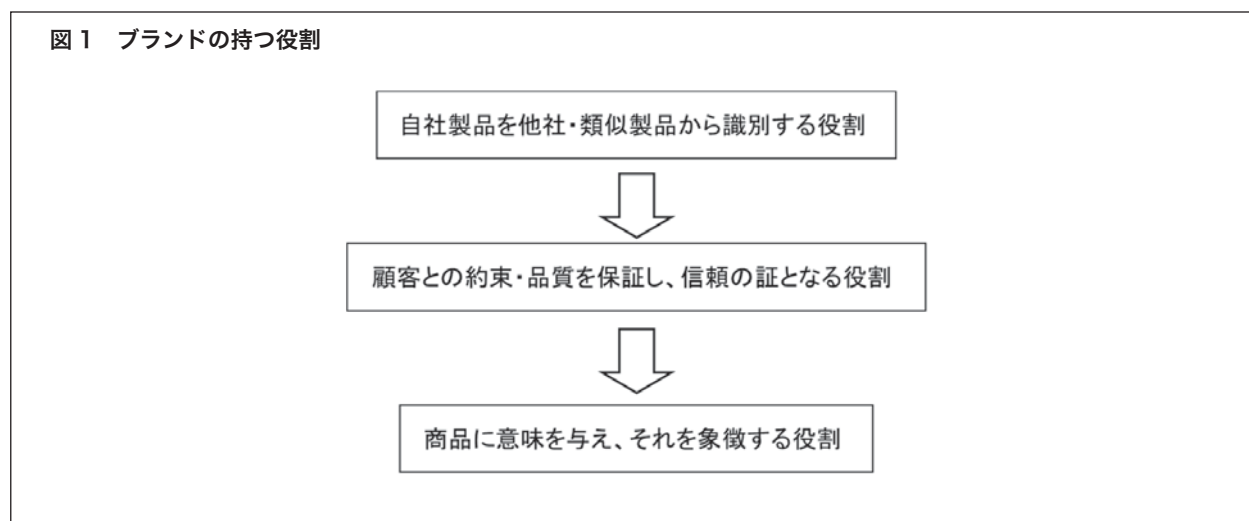 図1 ブランドの持つ役割
自社製品を他社・類似製品から識別する役割
顧客との約束・品質を保証し、信頼の証となる役割
商品に意味を与え、それを象徴する役割